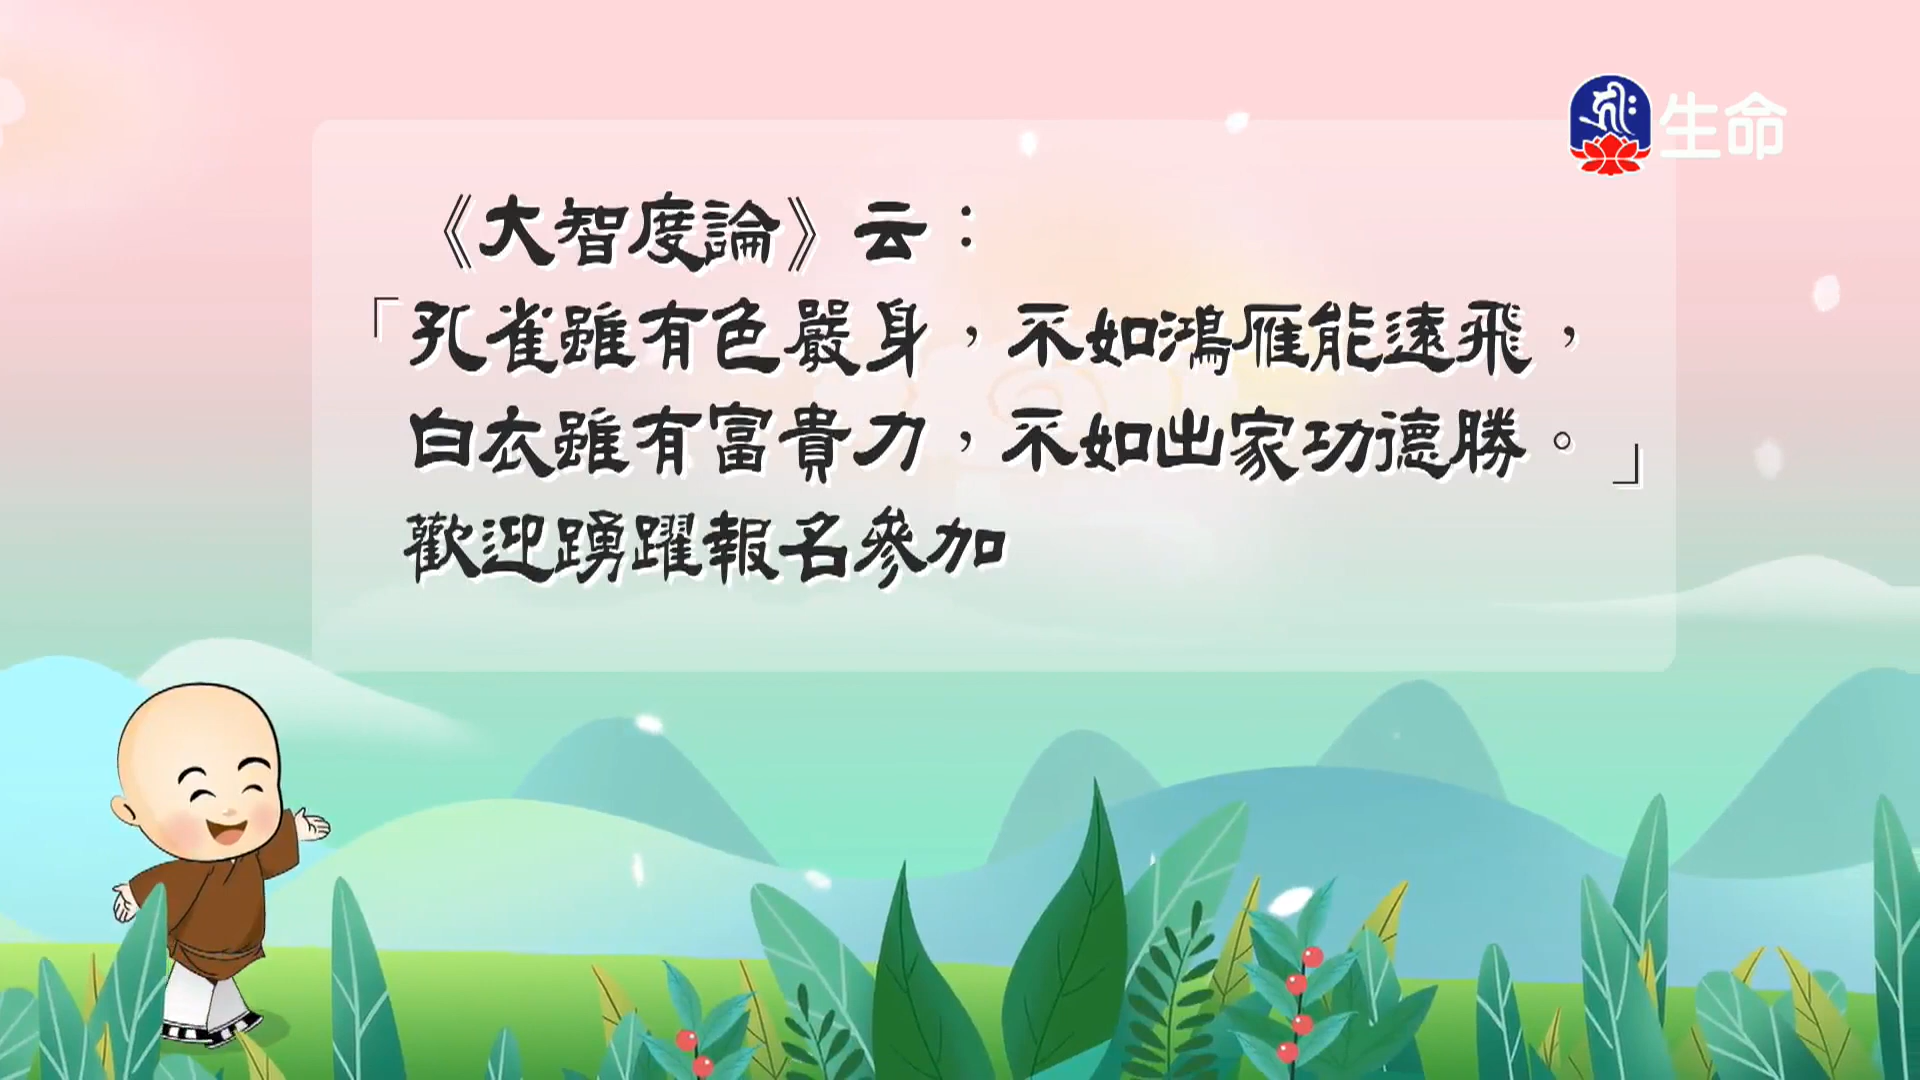 生命
《大智度論》云：
「孔雀雖有色嚴身，不如鴻雁能遠飛，
白衣雖有富貴力，不如出家功德勝。」
歡迎踴躍報名參加